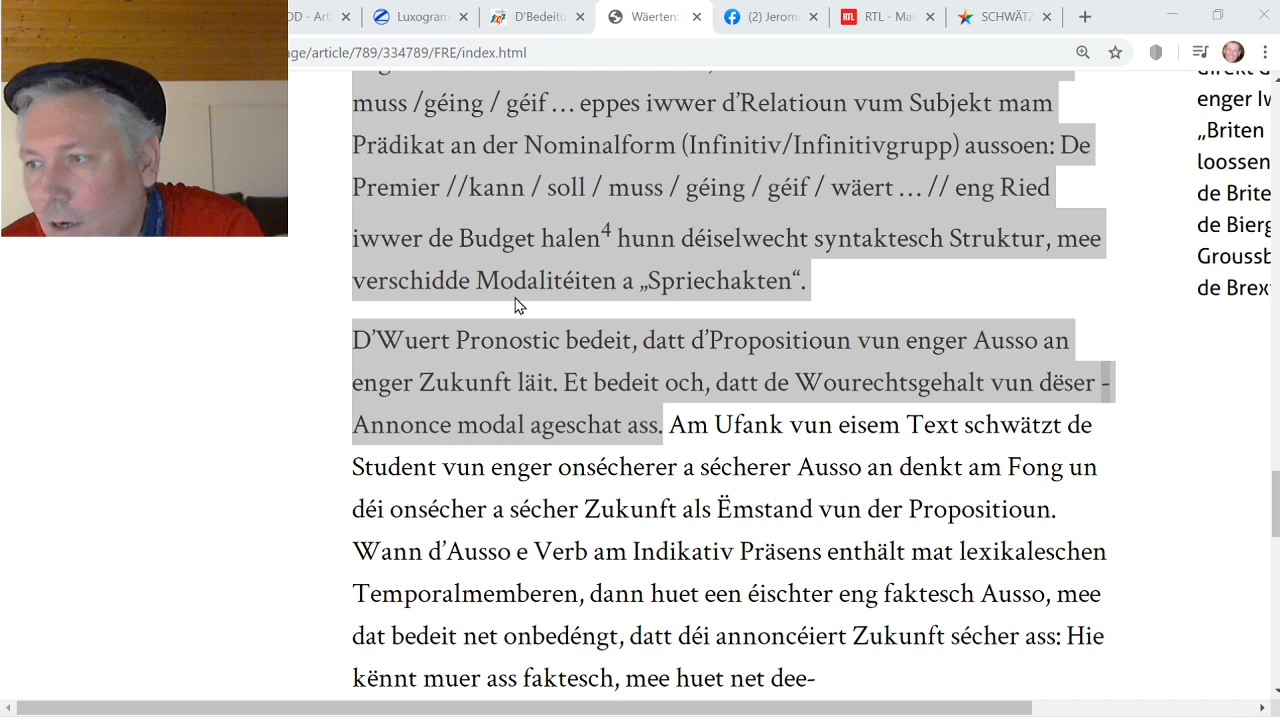 DD - Arti
Luxogram
D'Bedeitu
Wäerten:
(2) Jerom
RTL - Mas
SCHWÄTZ
age/article/789/334789/FRE/index.html
muss /géing / géif … eppes iwwer d’Relatioun vum Subjekt mam
Prädikat an der Nominalform (Infinitiv/Infinitivgrupp) aussoen: De
Premier //kann / soll / muss / géing / géif / wäert … // eng Ried
iwwer de Budget halen4 hunn déiselwecht syntaktesch Struktur, mee
verschidde Modalitéiten a „Spriechakten“.
D’Wuert Pronostic bedeit, datt d’Propositioun vun enger Ausso an
enger Zukunft läit. Et bedeit och, datt de Wourechtsgehalt vun dëser -
Annonce modal ageschat ass. Am Ufank vun eisem Text schwätzt de
Student vun enger onsécherer a sécherer Ausso an denkt am Fong un
déi onsécher a sécher Zukunft als Ëmstand vun der Propositioun.
Wann d’Ausso e Verb am Indikativ Präsens enthält mat lexikaleschen
Temporalmemberen, dann huet een éischter eng faktesch Ausso, mee
dat bedeit net onbedéngt, datt déi annoncéiert Zukunft sécher ass: Hie
kënnt muer ass faktesch, mee huet net dee-
enger Iw
„Briten
loossen
de Brite
de Bierg
Groussb
de Brex